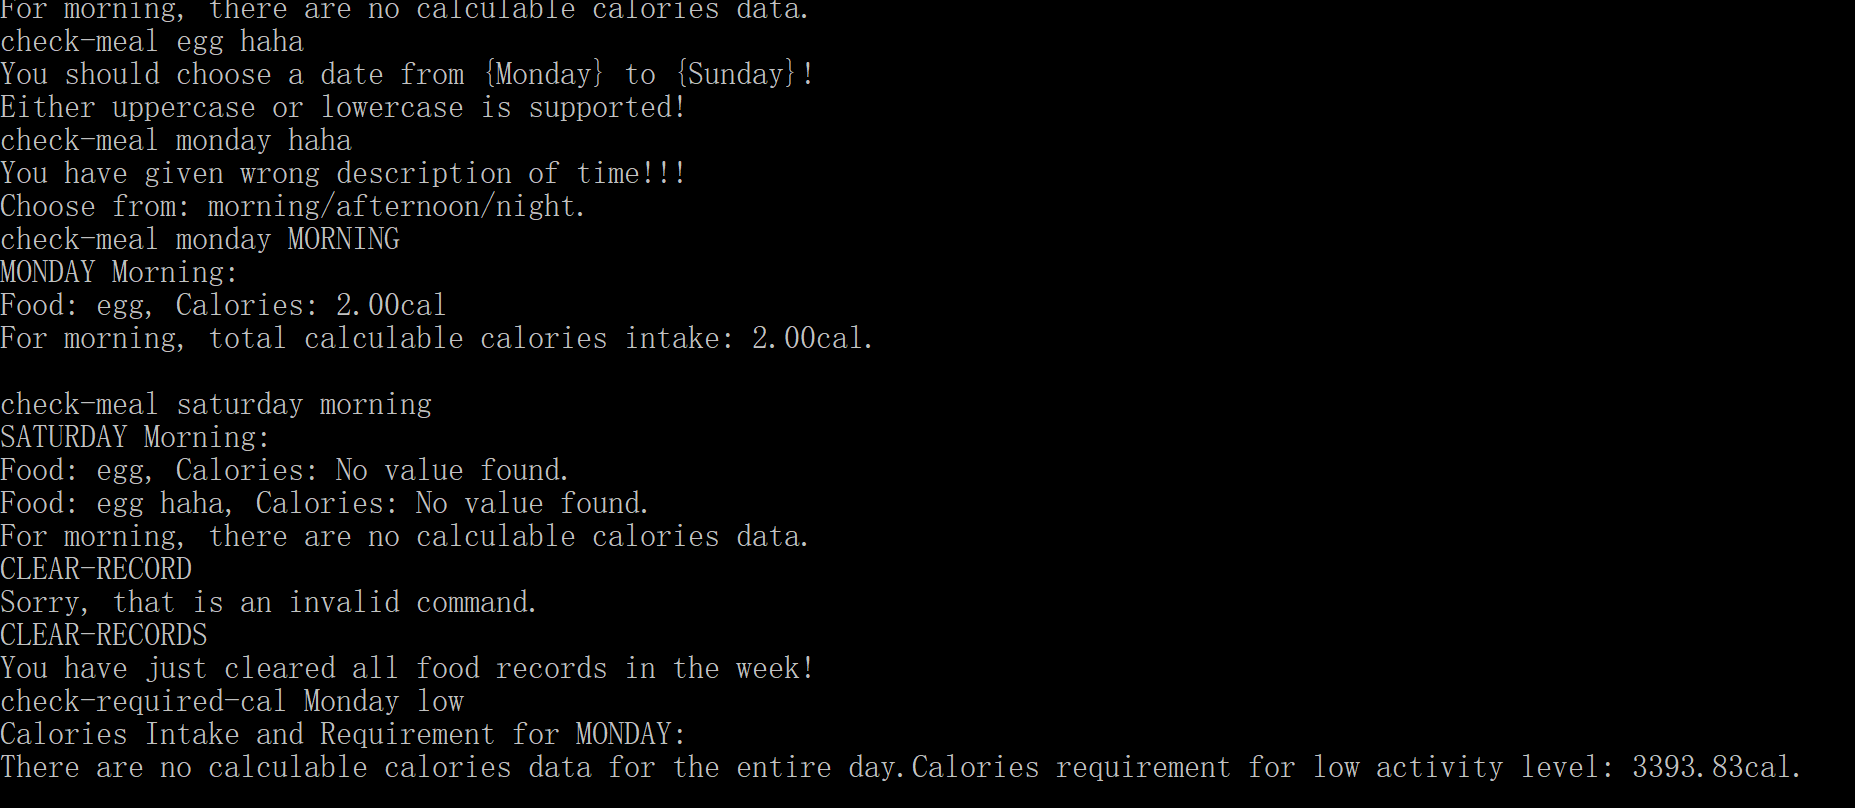 For morning, there are no calculable calories data.
check-meal egg haha
You should choose a date from {Monday} to {Sunday}!
Either uppercase or lowercase is supported!
check-meal monday haha
You have given wrong description of time!!!
Choose from: morning/afternoon/night.
check-meal monday MORNING
MONDAY Morning:
Food: egg, Calories: 2.00cal
For morning, total calculable calories intake: 2.00cal.
check-meal saturday morning
SATURDAY Morning:
Food: egg, Calories: No value found.
Food: egg haha, Calories: No value found.
For morning, there are no calculable calories data.
CLEAR-RECORD
Sorry, that is an invalid command.
CLEAR-RECORDS
You have just cleared all food records in the week!
check-required-cal Monday low
Calories Intake and Requirement for MONDAY:
There are no calculable calories data for the entire day.Calories requirement for low activity level: 3393.83cal.